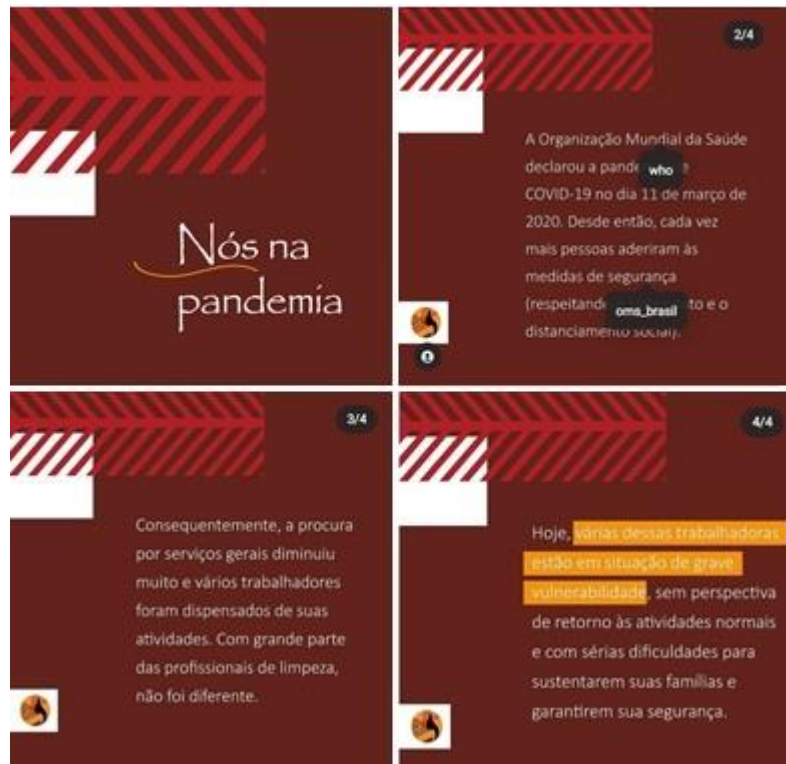 Nós na
pandemia
2/4
A Organização Mundial da Saúde
declarou a
who
COVID-19 no dia 11 de março de
2020. Desde então, cada vez
mais pessoas aderiram às
medidas de segurança
to e o
oms_brasil
distanciamento social).
3/4
Consequentemente, a procura
por serviços gerais diminuiu
muito e vários trabalhadores
foram dispensados de suas
atividades. Com grande parte
das profissionais de limpeza,
não foi diferente.
4/4
Hoje, várias dessas trabalhadoras
estão em situação de grave
vulnerabilidade, sem perspectiva
de retorno às atividades normais
e com sérias dificuldades para
sustentarem suas famílias e
garantirem sua segurança.